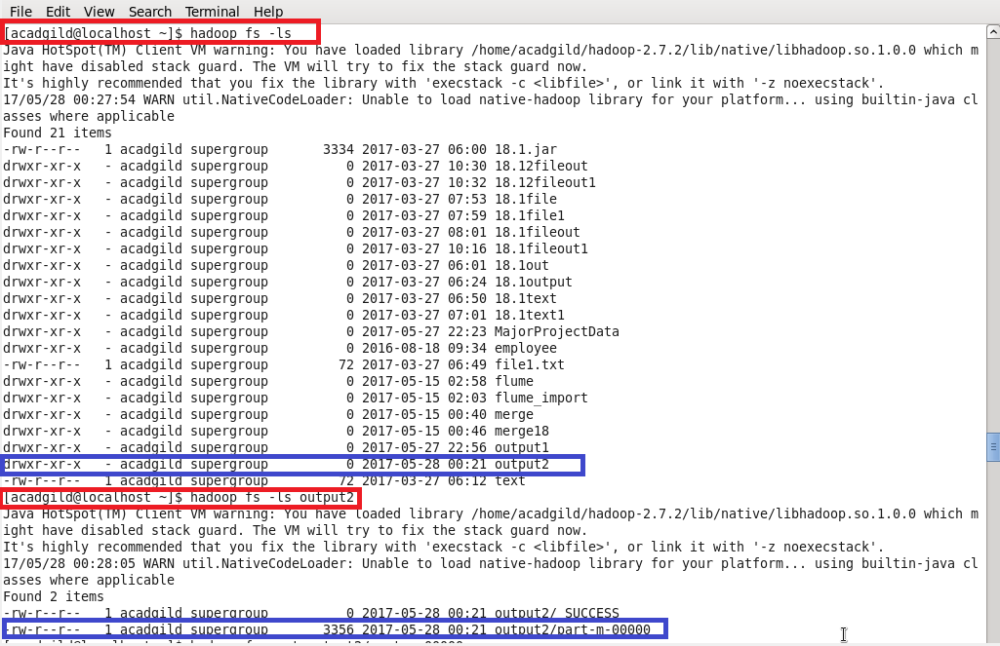 File Edit View Search Terminal Help
[acadgild@localhost ~]$ hadoop fs -ls
Java HotSpot(TM) Client VM warning: You have loaded library /home/acadgild/hadoop-2.7.2/lib/native/libhadoop.so.1.0.0 which m
ight have disabled stack guard. The VM will try to fix the stack guard now.
It's highly recommended that you fix the library with 'execstack -c <libfile>', or link it with '-z noexecstack'.
17/05/28 00:27:54 WARN util.NativeCodeLoader: Unable to load native-hadoop library for your platform... using builtin-java cl
asses where applicable
Found 21 items
-rw-r--r--   1 acadgild supergroup       3334 2017-03-27 06:00 18.1.jar
drwxr-xr-x   - acadgild supergroup          0 2017-03-27 10:30 18.12fileout
drwxr-xr-x   - acadgild supergroup          0 2017-03-27 10:32 18.12fileout1
drwxr-xr-x   - acadgild supergroup          0 2017-03-27 07:53 18.1file
drwxr-xr-x   - acadgild supergroup          0 2017-03-27 07:59 18.1file1
drwxr-xr-x   - acadgild supergroup          0 2017-03-27 08:01 18.1fileout
drwxr-xr-x   - acadgild supergroup          0 2017-03-27 10:16 18.1fileout1
drwxr-xr-x   - acadgild supergroup          0 2017-03-27 06:01 18.1out
drwxr-xr-x   - acadgild supergroup          0 2017-03-27 06:24 18.1output
drwxr-xr-x   - acadgild supergroup          0 2017-03-27 06:50 18.1text
drwxr-xr-x   - acadgild supergroup          0 2017-03-27 07:01 18.1text1
drwxr-xr-x   - acadgild supergroup          0 2017-05-27 22:23 MajorProjectData
drwxr-xr-x   - acadgild supergroup          0 2016-08-18 09:34 employee
-rw-r--r--   1 acadgild supergroup         72 2017-03-27 06:49 file1.txt
drwxr-xr-x   - acadgild supergroup          0 2017-05-15 02:58 flume
drwxr-xr-x   - acadgild supergroup          0 2017-05-15 02:03 flume_import
drwxr-xr-x   - acadgild supergroup          0 2017-05-15 00:40 merge
drwxr-xr-x   - acadgild supergroup          0 2017-05-15 00:46 merge18
drwxr-xr-x   - acadgild supergroup          0 2017-05-27 22:56 output1
drwxr-xr-x   - acadgild supergroup          0 2017-05-28 00:21 output2
-rw-r--r--   1 acadgild supergroup         72 2017-03-27 06:12 text
[acadgild@localhost ~]$ hadoop fs -ls output2
Java HotSpot(TM) Client VM warning: You have loaded library /home/acadgild/hadoop-2.7.2/lib/native/libhadoop.so.1.0.0 which m
ight have disabled stack guard. The VM will try to fix the stack guard now.
It's highly recommended that you fix the library with 'execstack -c <libfile>', or link it with '-z noexecstack'.
17/05/28 00:28:05 WARN util.NativeCodeLoader: Unable to load native-hadoop library for your platform... using builtin-java cl
asses where applicable
Found 2 items
-rw-r--r--   1 acadgild supergroup          0 2017-05-28 00:21 output2/_SUCCESS
-rw-r--r--   1 acadgild supergroup       3356 2017-05-28 00:21 output2/part-m-00000